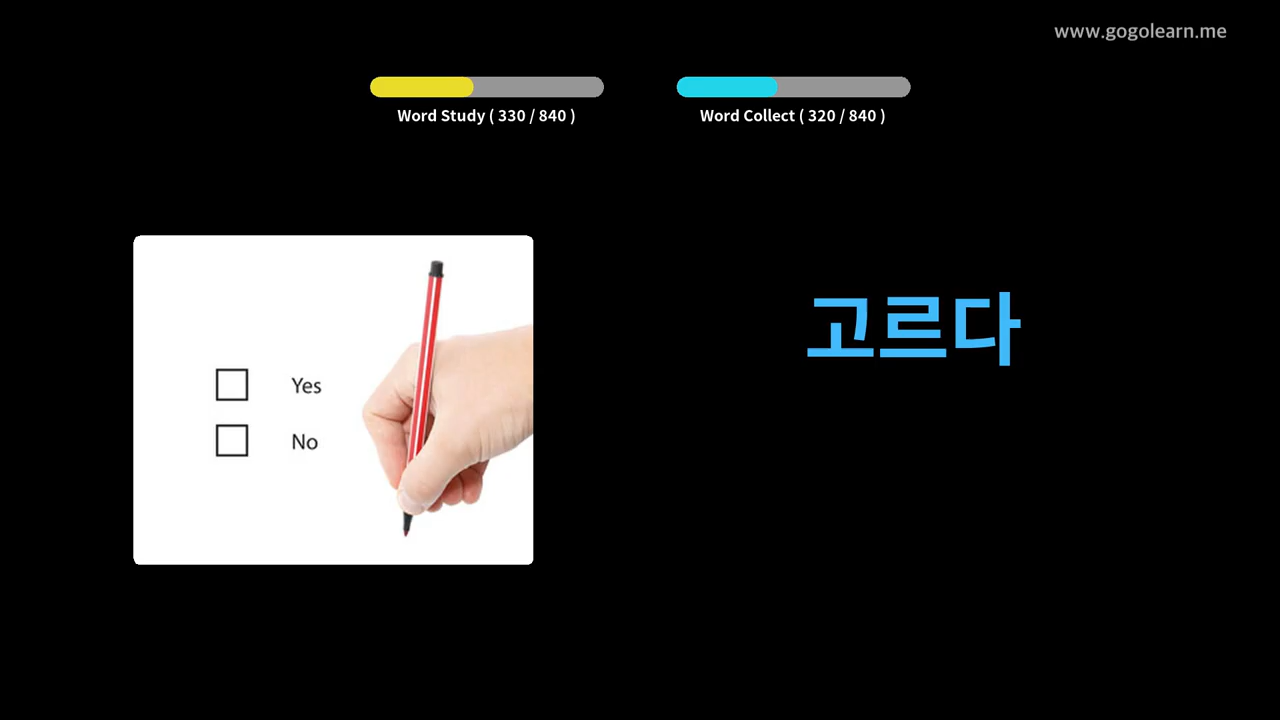 www.gogolearn.me
Word Study ( 330 / 840 )
Word Collect ( 320 / 840 )
Yes
No
고르다